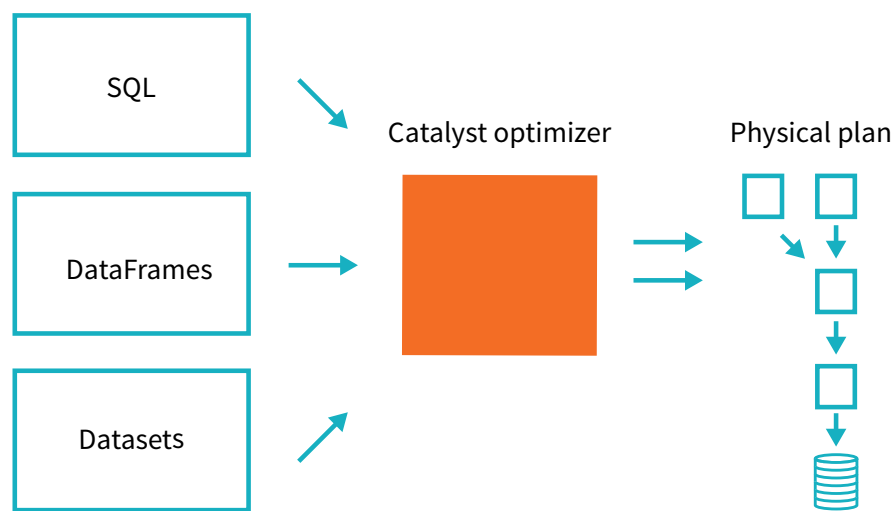 SQL
DataFrames
Datasets
Catalyst optimizer
Physical plan